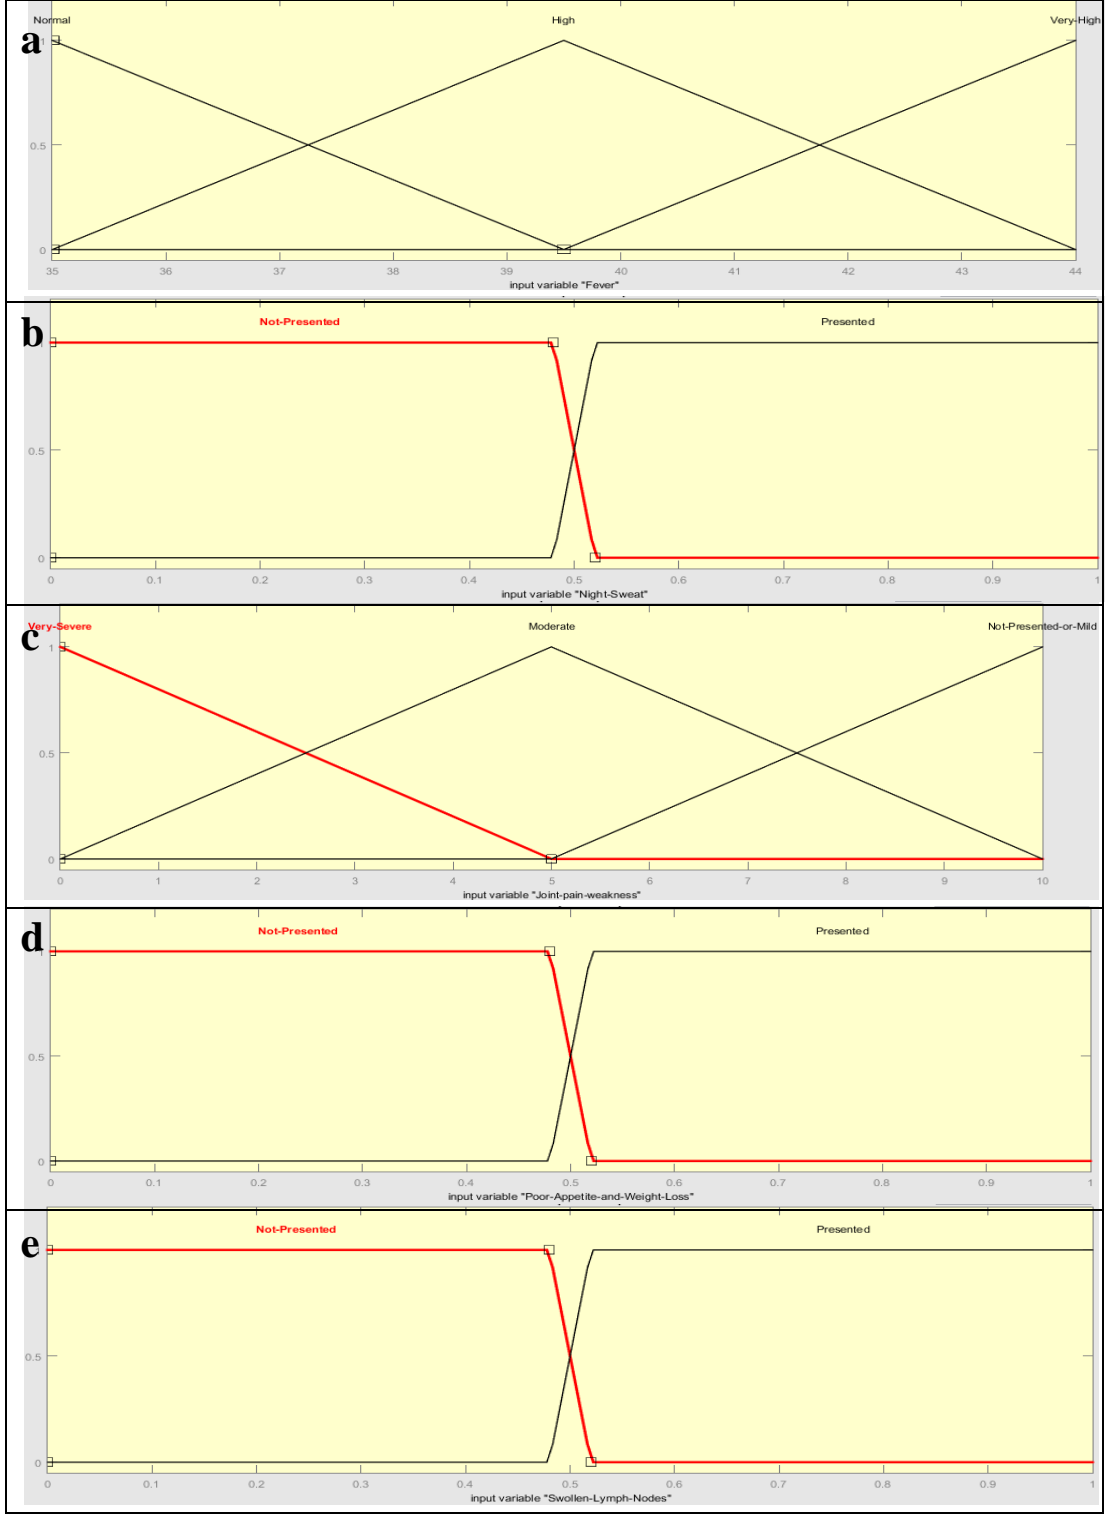 a
Normal High Very-High
1
0.5
0
35 36 37 38 39 40 41 42 43 44
input variable "Fever"
b
Not-Presented Presented
0.5
0
0 0.1 0.2 0.3 0.4 0.5 0.6 0.7 0.8 0.9 1
input variable "Night-Sweat"
c
Very-Severe Moderate Not-Presented-or-Mild
1
0.5
0
0 1 2 3 4 5 6 7 8 9 10
input variable "Joint-pain-weakness"
d
Not-Presented Presented
0.5
0
0 0.1 0.2 0.3 0.4 0.5 0.6 0.7 0.8 0.9 1
input variable "Poor-Appetite-and-Weight-Loss"
e
Not-Presented Presented
0.5
0
0 0.1 0.2 0.3 0.4 0.5 0.6 0.7 0.8 0.9 1
input variable "Swollen-Lymph-Nodes"